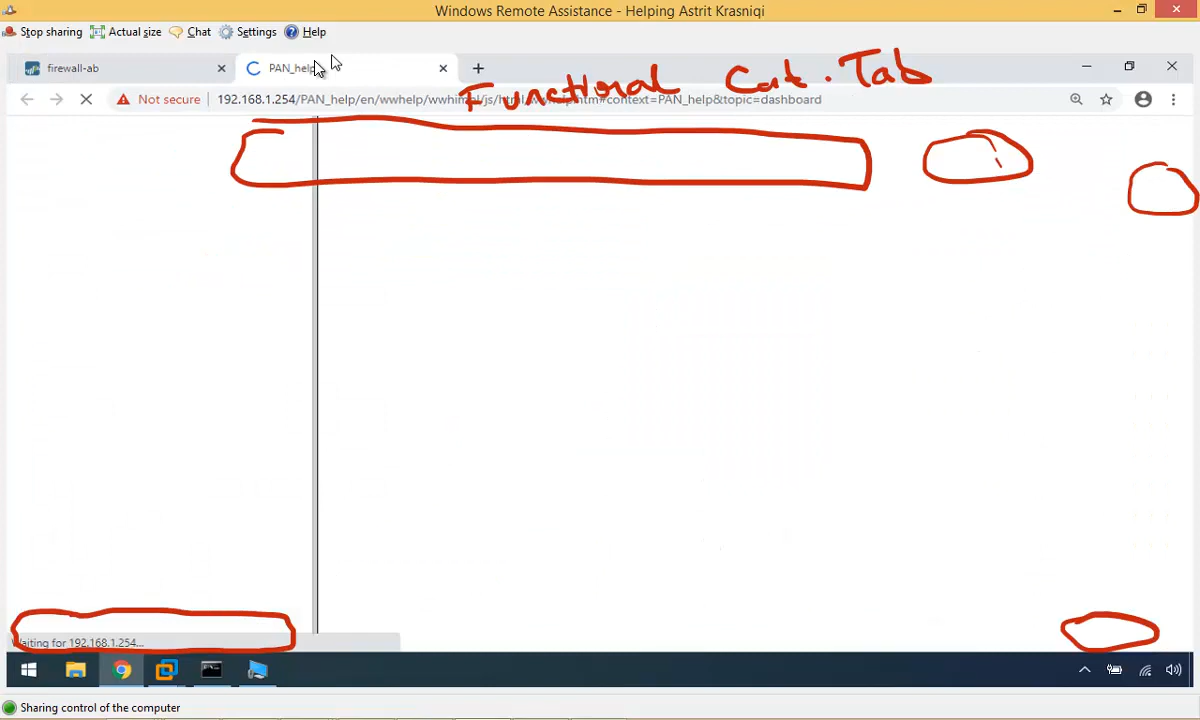 Windows Remote Assistance - Helping Astrit Krasniqi
Stop sharing Actual size Chat Settings Help
firewall-ab PAN_help
Functional Cat. Tab
Not secure 192.168.1.254/PAN_help/en/wwhelp/wwhimpl/js/html/wwhelp.htm#context=PAN_help&topic=dashboard
Waiting for 192.168.1.254...
Sharing control of the computer